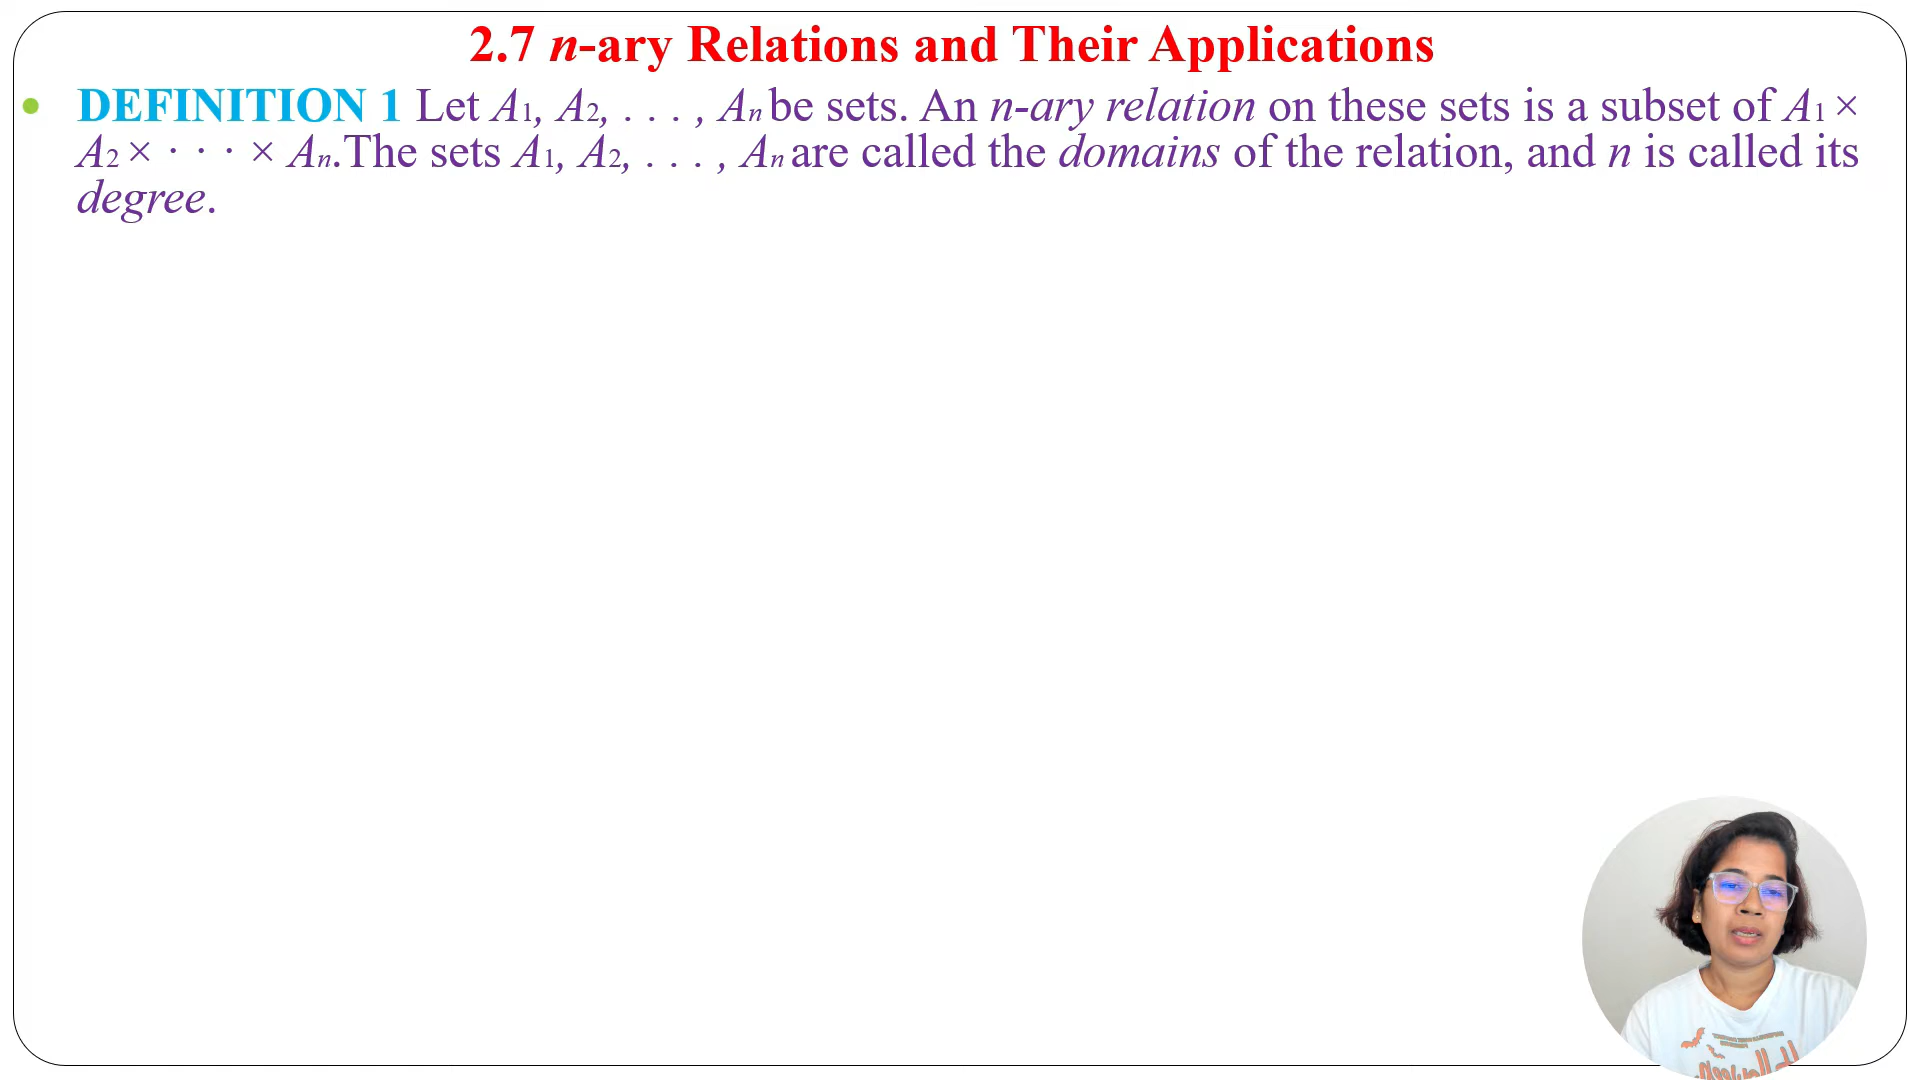 2.7 n-ary Relations and Their Applications
• DEFINITION 1 Let A1, A2, . . . , An be sets. An n-ary relation on these sets is a subset of A1 ×
A2 × · · · × An.The sets A1, A2, . . . , An are called the domains of the relation, and n is called its
degree.